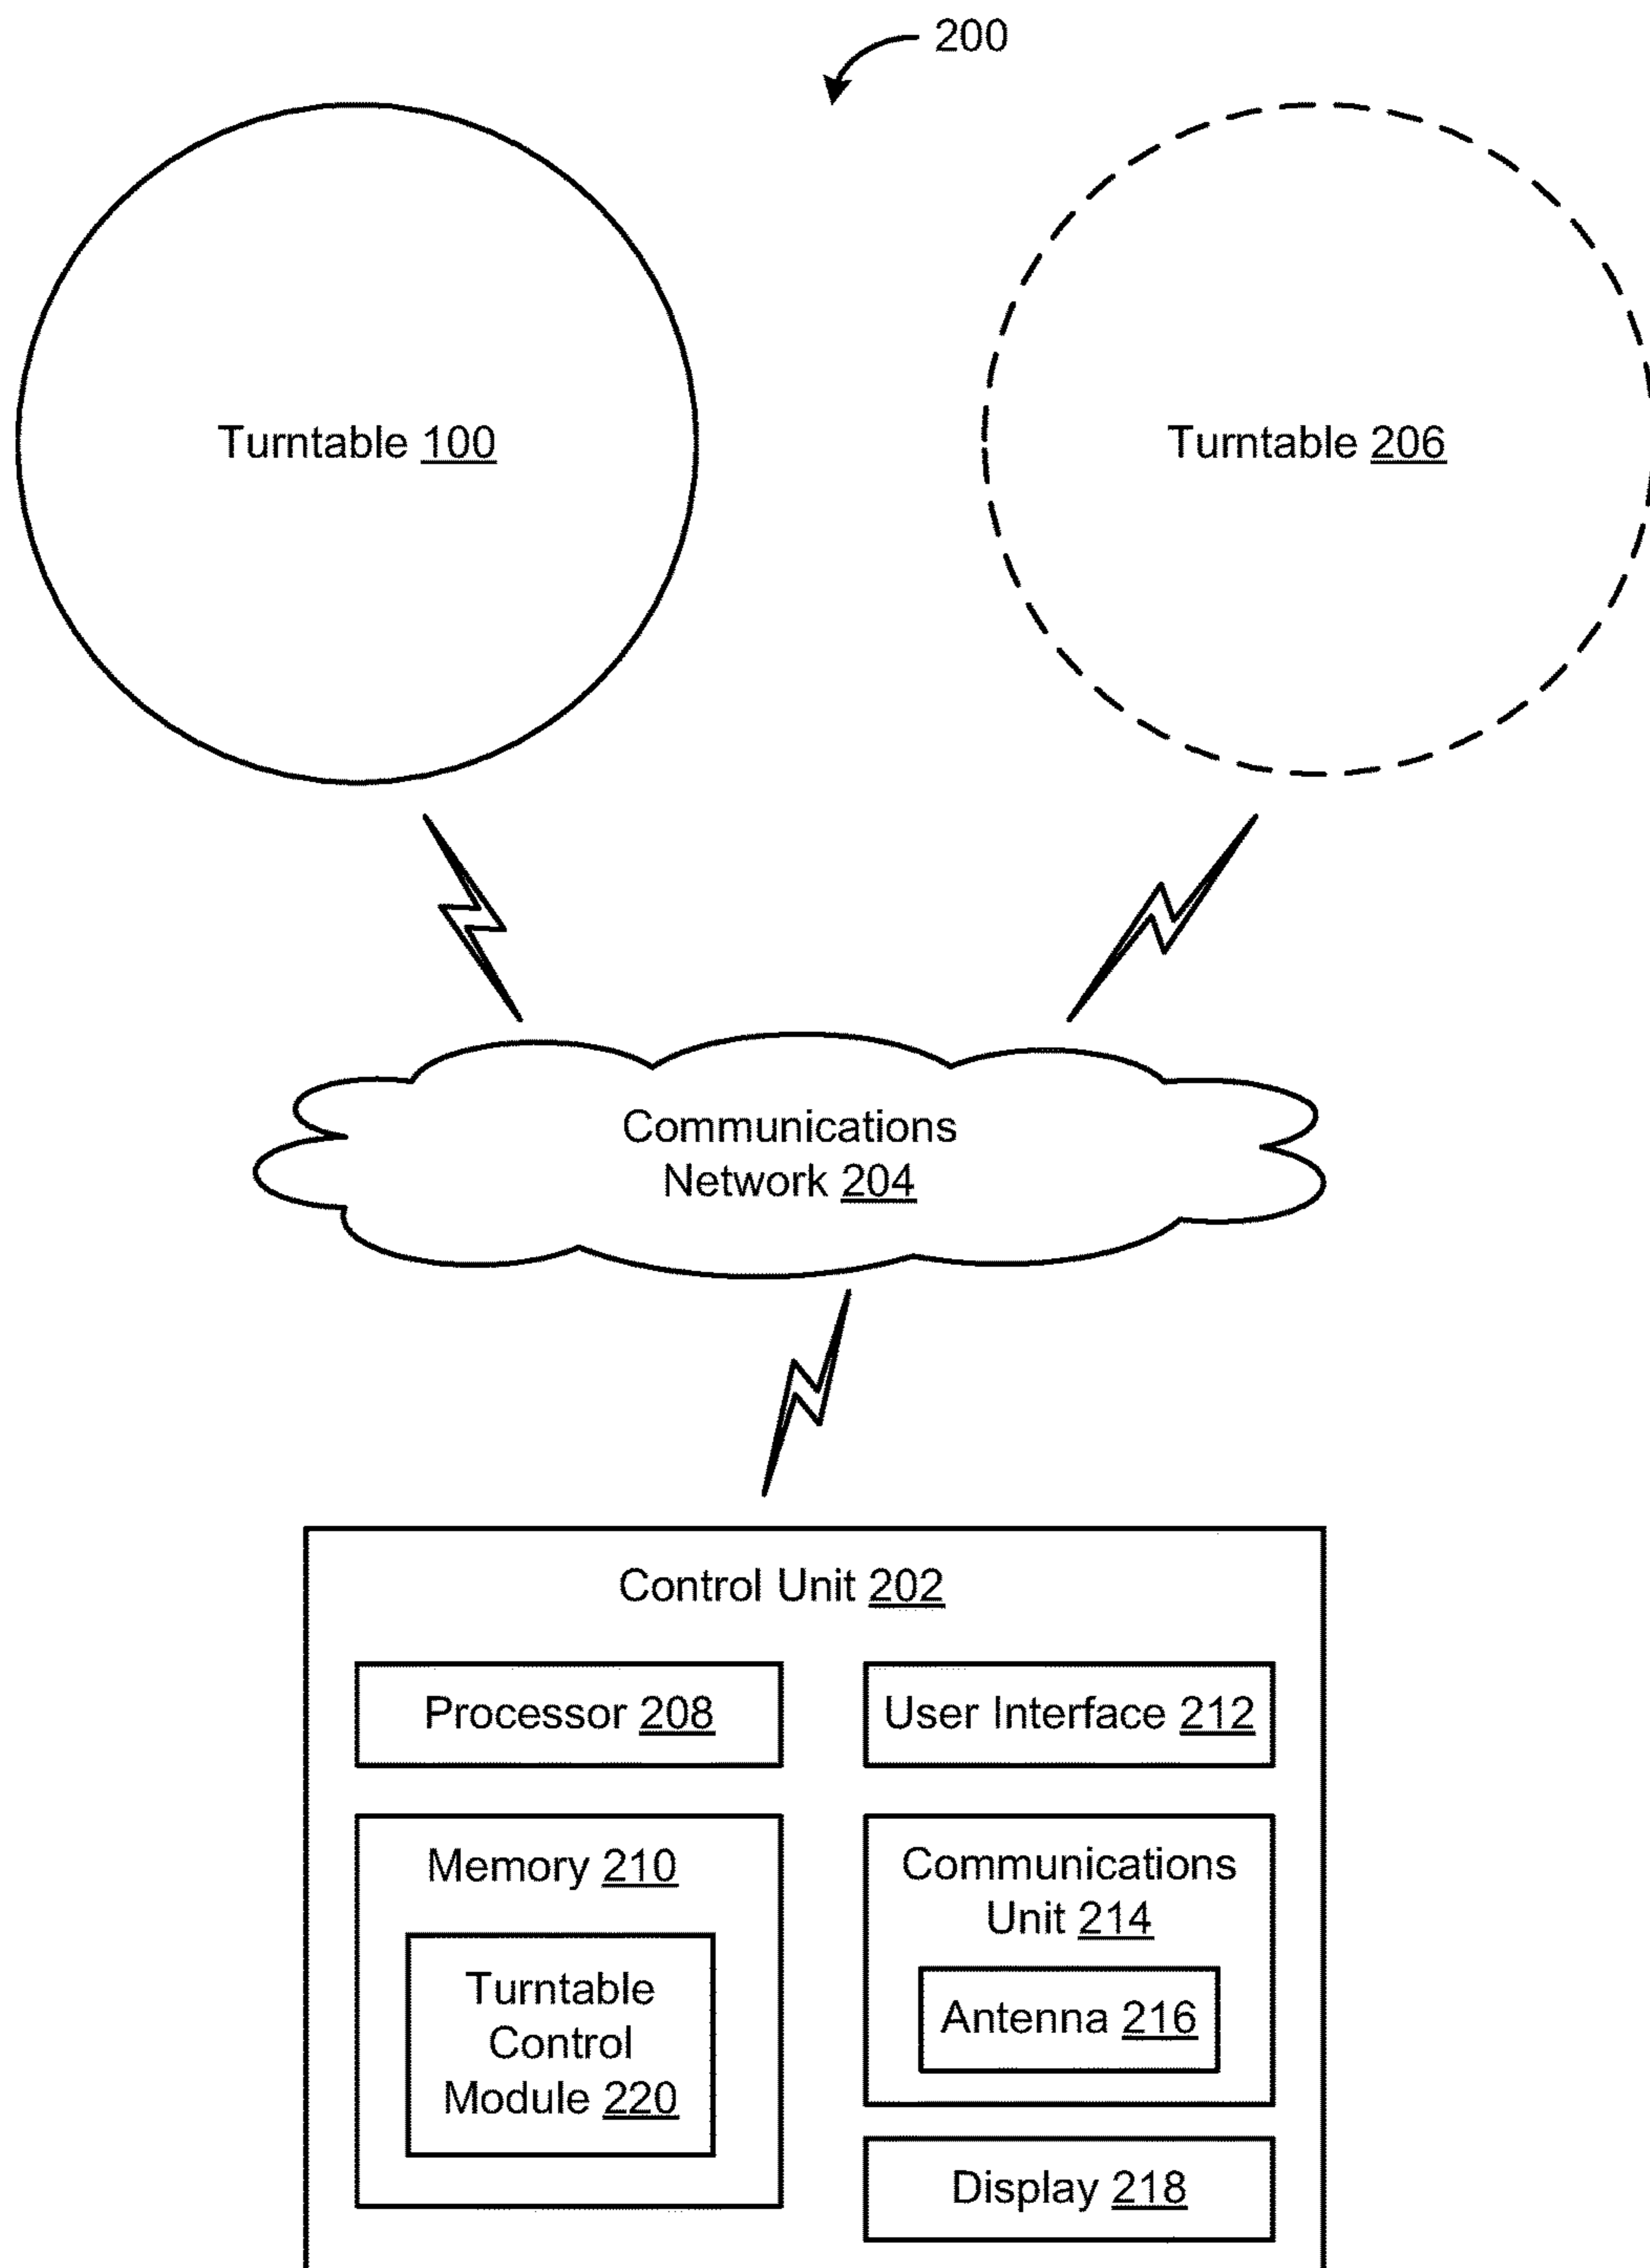 200
Turntable 100
Turntable 206
Communications
Network 204
Control Unit 202
Processor 208
User Interface 212
Memory 210
Turntable
Control
Module 220
Communications
Unit 214
Antenna 216
Display 218